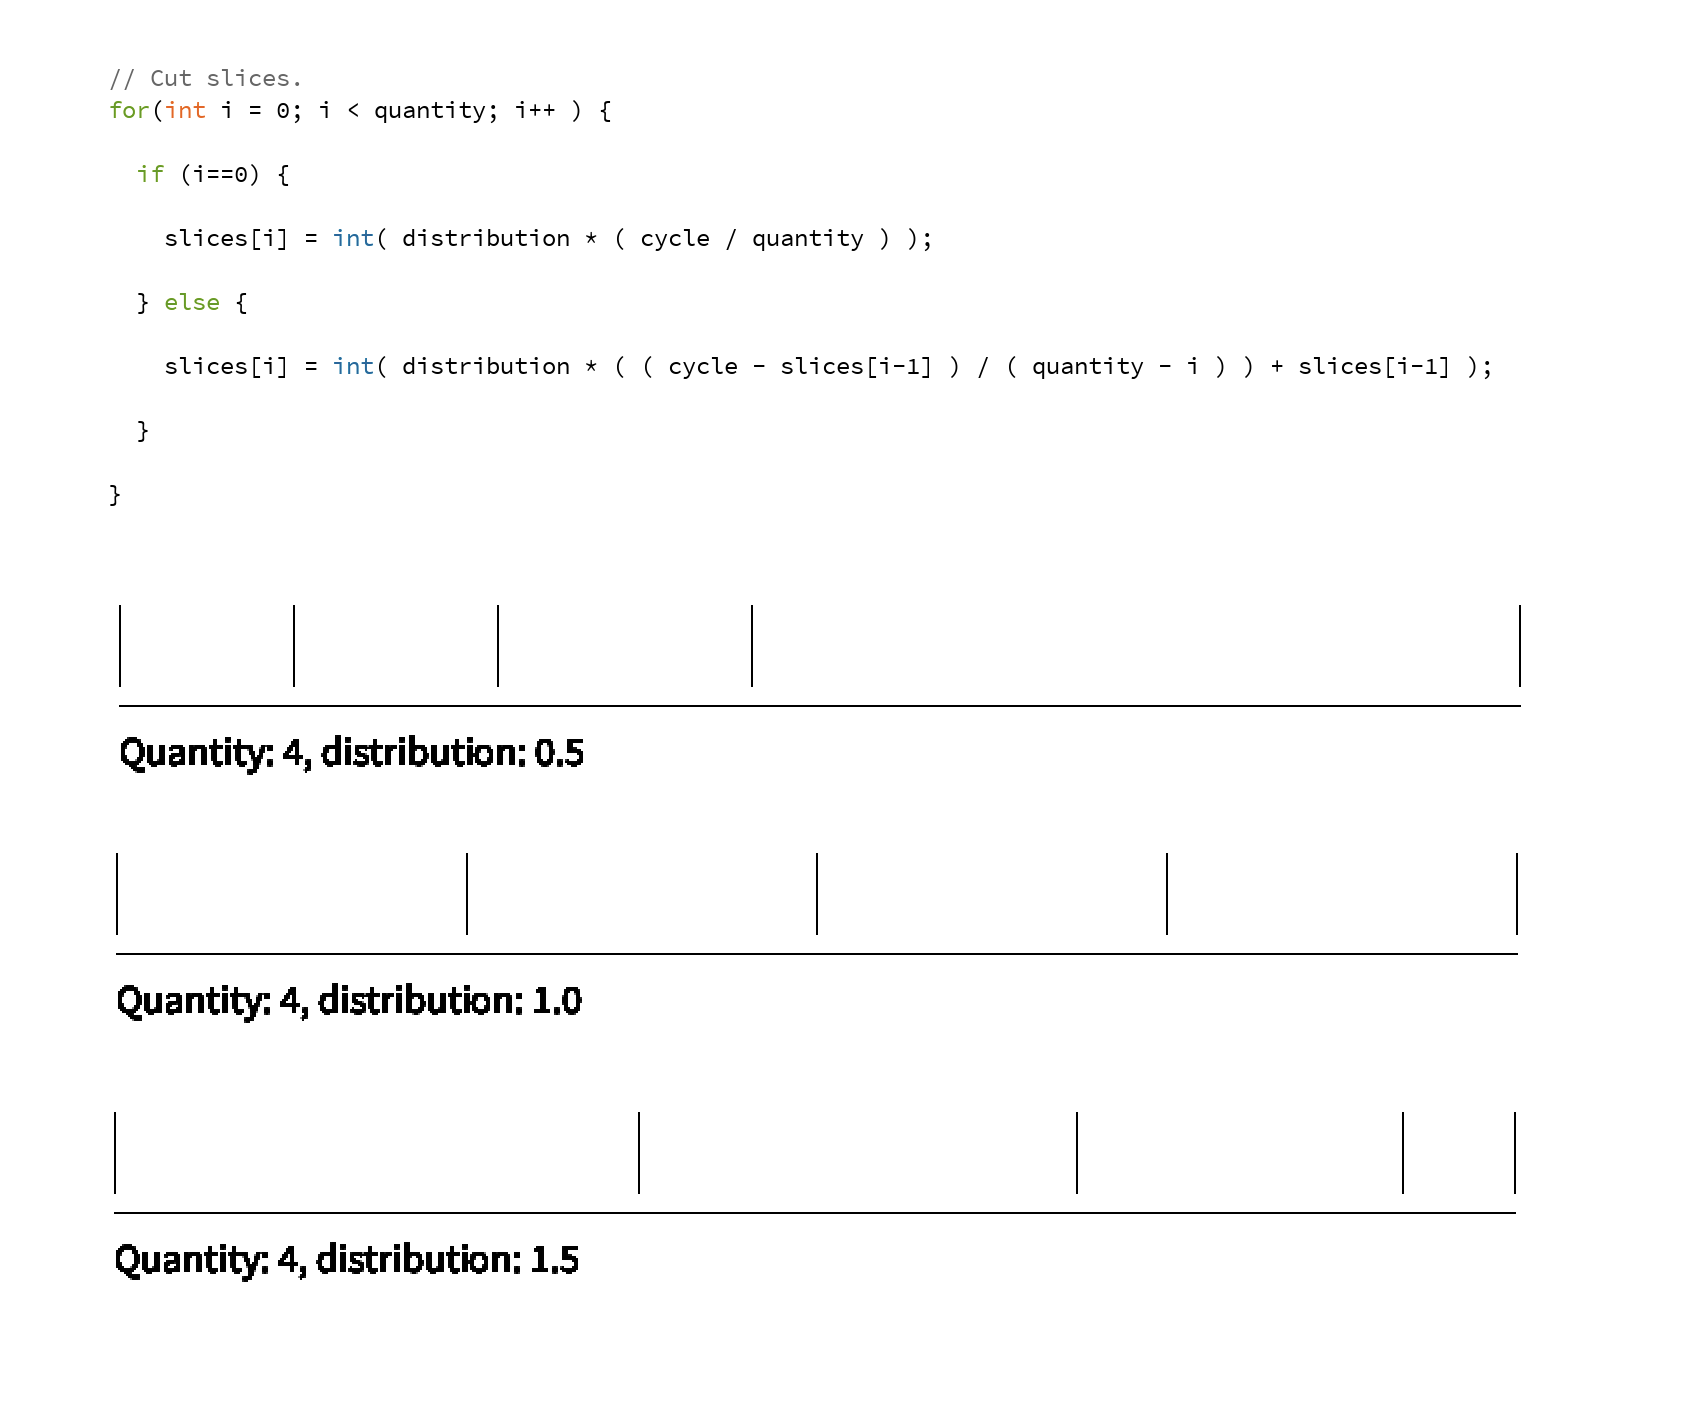 // Cut slices.
for(int i = 0; i < quantity; i++ ) {
if (i==0) {
slices[i] = int( distribution * ( cycle / quantity ) );
} else {
slices[i] = int( distribution * ( ( cycle - slices[i-1] ) / ( quantity - i ) ) + slices[i-1] );
}
}
Quantity: 4, distribution: 0.5
Quantity: 4, distribution: 1.0
Quantity: 4, distribution: 1.5